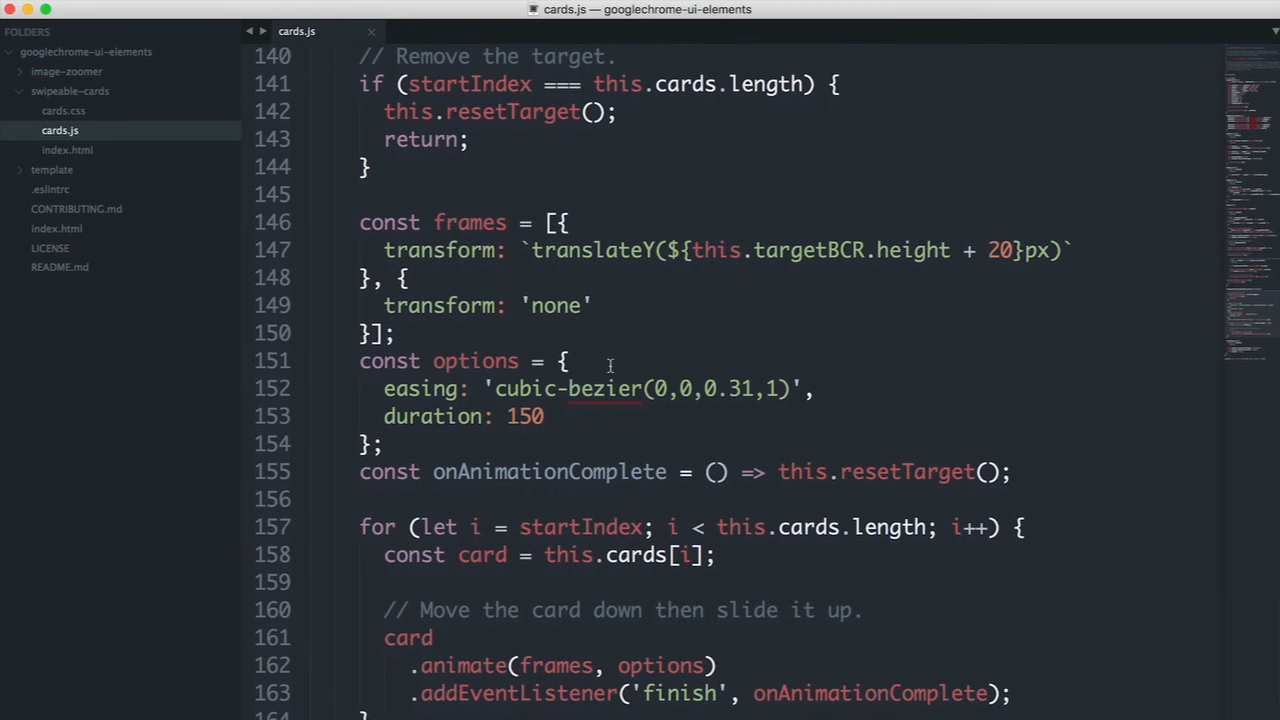 cards.js — googlechrome-ui-elements
FOLDERS
googlechrome-ui-elements
image-zoomer
swipeable-cards
cards.css
cards.js
index.html
template
.eslintrc
CONTRIBUTING.md
index.html
LICENSE
README.md
cards.js
140 // Remove the target.
141 if (startIndex === this.cards.length) {
142 this.resetTarget();
143 return;
144 }
145
146 const frames = [{
147 transform: `translateY(${this.targetBCR.height + 20}px)`
148 }, {
149 transform: 'none'
150 }];
151 const options = {
152 easing: 'cubic-bezier(0,0,0.31,1)',
153 duration: 150
154 };
155 const onAnimationComplete = () => this.resetTarget();
156
157 for (let i = startIndex; i < this.cards.length; i++) {
158 const card = this.cards[i];
159
160 // Move the card down then slide it up.
161 card
162 .animate(frames, options)
163 .addEventListener('finish', onAnimationComplete);